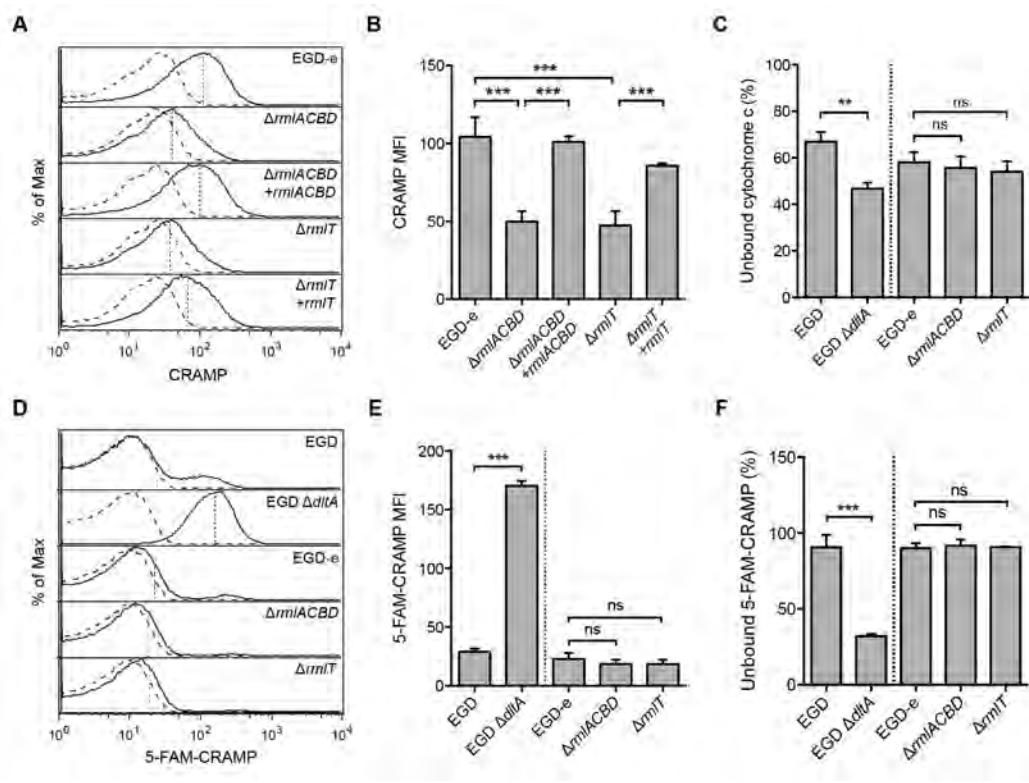 A
EGD-e
ΔrmlACBD
ΔrmlACBD
+rmlACBD
ΔrmlT
ΔrmlT
+rmlT
% of Max
10⁰ 10¹ 10² 10³ 10⁴
CRAMP
B
150
100
50
0
CRAMP MFI
***
*** *** ***
EGD-e
ΔrmlACBD
ΔrmlACBD
+rmlACBD
ΔrmlT
ΔrmlT
+rmlT
C
100
80
60
40
20
0
Unbound cytochrome c (%)
**
ns
ns
EGD
EGD ΔdltA
EGD-e
ΔrmlACBD
ΔrmlT
D
EGD
EGD ΔdltA
EGD-e
ΔrmlACBD
ΔrmlT
% of Max
10⁰ 10¹ 10² 10³ 10⁴
5-FAM-CRAMP
E
200
150
100
50
0
5-FAM-CRAMP MFI
***
ns
ns
EGD
EGD ΔdltA
EGD-e
ΔrmlACBD
ΔrmlT
F
150
100
50
0
Unbound 5-FAM-CRAMP (%)
***
ns
ns
EGD
EGD ΔdltA
EGD-e
ΔrmlACBD
ΔrmlT